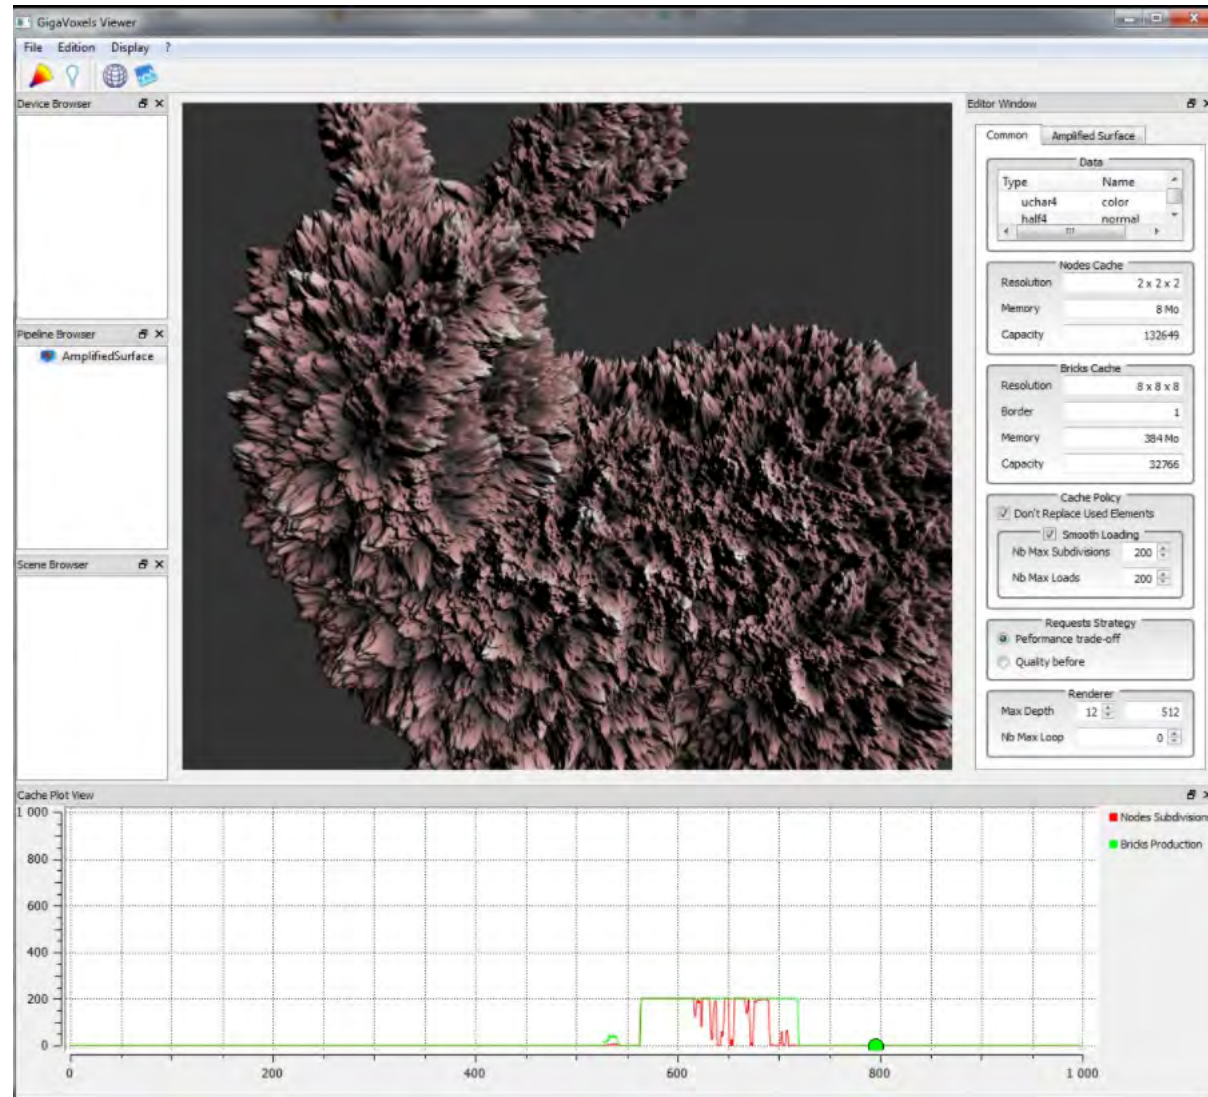 GigaVoxels Viewer
File Edition Display ?
Device Browser
Pipeline Browser
AmplifiedSurface
Scene Browser
Editor Window
Common Amplified Surface
Data
Type Name
uchar4 color
half4 normal
Nodes Cache
Resolution 2 x 2 x 2
Memory 8 Mo
Capacity 132649
Bricks Cache
Resolution 8 x 8 x 8
Border 1
Memory 384 Mo
Capacity 32766
Cache Policy
Don't Replace Used Elements
Smooth Loading
Nb Max Subdivisions 200
Nb Max Loads 200
Requests Strategy
Peformance trade-off
Quality before
Renderer
Max Depth 12 512
Nb Max Loop 0
Cache Plot View
1 000
800
600
400
200
0
0 200 400 600 800 1 000
Nodes Subdivision
Bricks Production